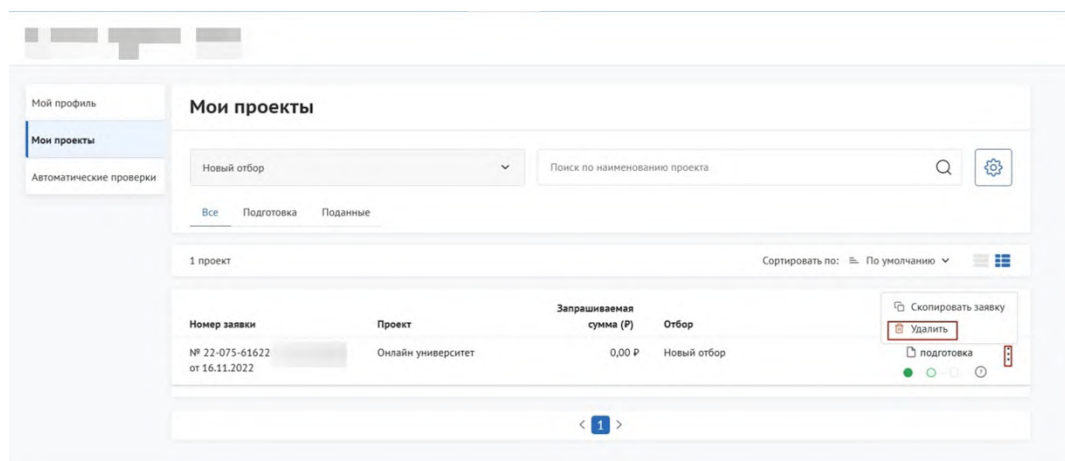 Мой профиль
Мои проекты
Автоматические проверки
Мои проекты
Новый отбор
Поиск по наименованию проекта
Все Подготовка Поданные
1 проект
Сортировать по: По умолчанию
Скопировать заявку
Удалить
Номер заявки Проект Запрашиваемая сумма (₽) Отбор
№ 22-075-61622 Онлайн университет 0,00 ₽ Новый отбор подготовка
от 16.11.2022
1